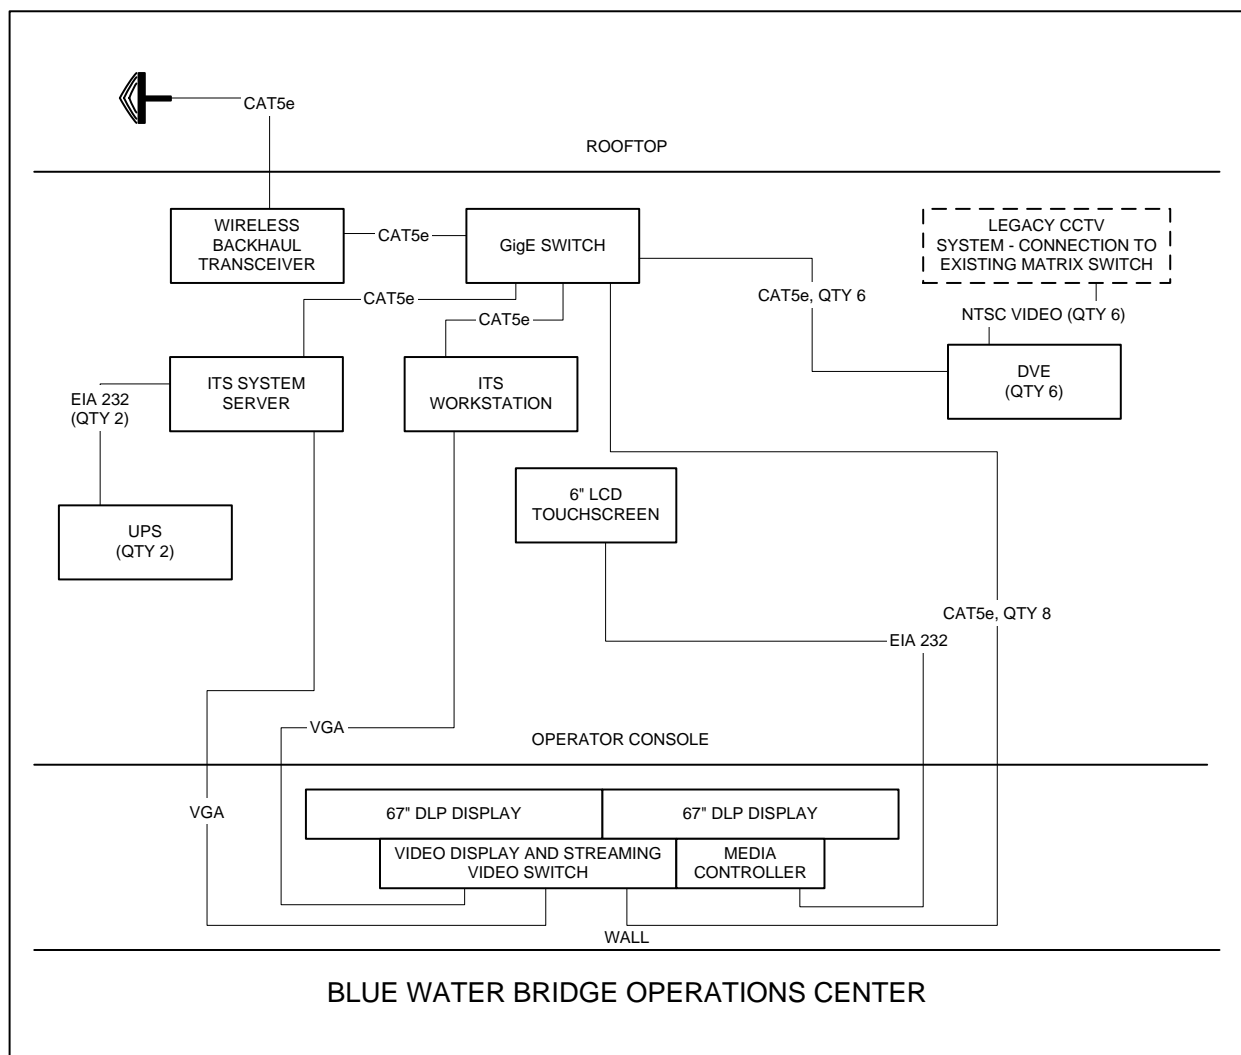 CAT5e
ROOFTOP
WIRELESS
BACKHAUL
TRANSCEIVER
CAT5e
GigE SWITCH
LEGACY CCTV
SYSTEM - CONNECTION TO
EXISTING MATRIX SWITCH
CAT5e
CAT5e, QTY 6
CAT5e
NTSC VIDEO (QTY 6)
ITS SYSTEM
SERVER
ITS
WORKSTATION
DVE
(QTY 6)
EIA 232
(QTY 2)
6" LCD
TOUCHSCREEN
UPS
(QTY 2)
CAT5e, QTY 8
EIA 232
VGA
OPERATOR CONSOLE
VGA
67" DLP DISPLAY
67" DLP DISPLAY
VIDEO DISPLAY AND STREAMING
VIDEO SWITCH
MEDIA
CONTROLLER
WALL
BLUE WATER BRIDGE OPERATIONS CENTER